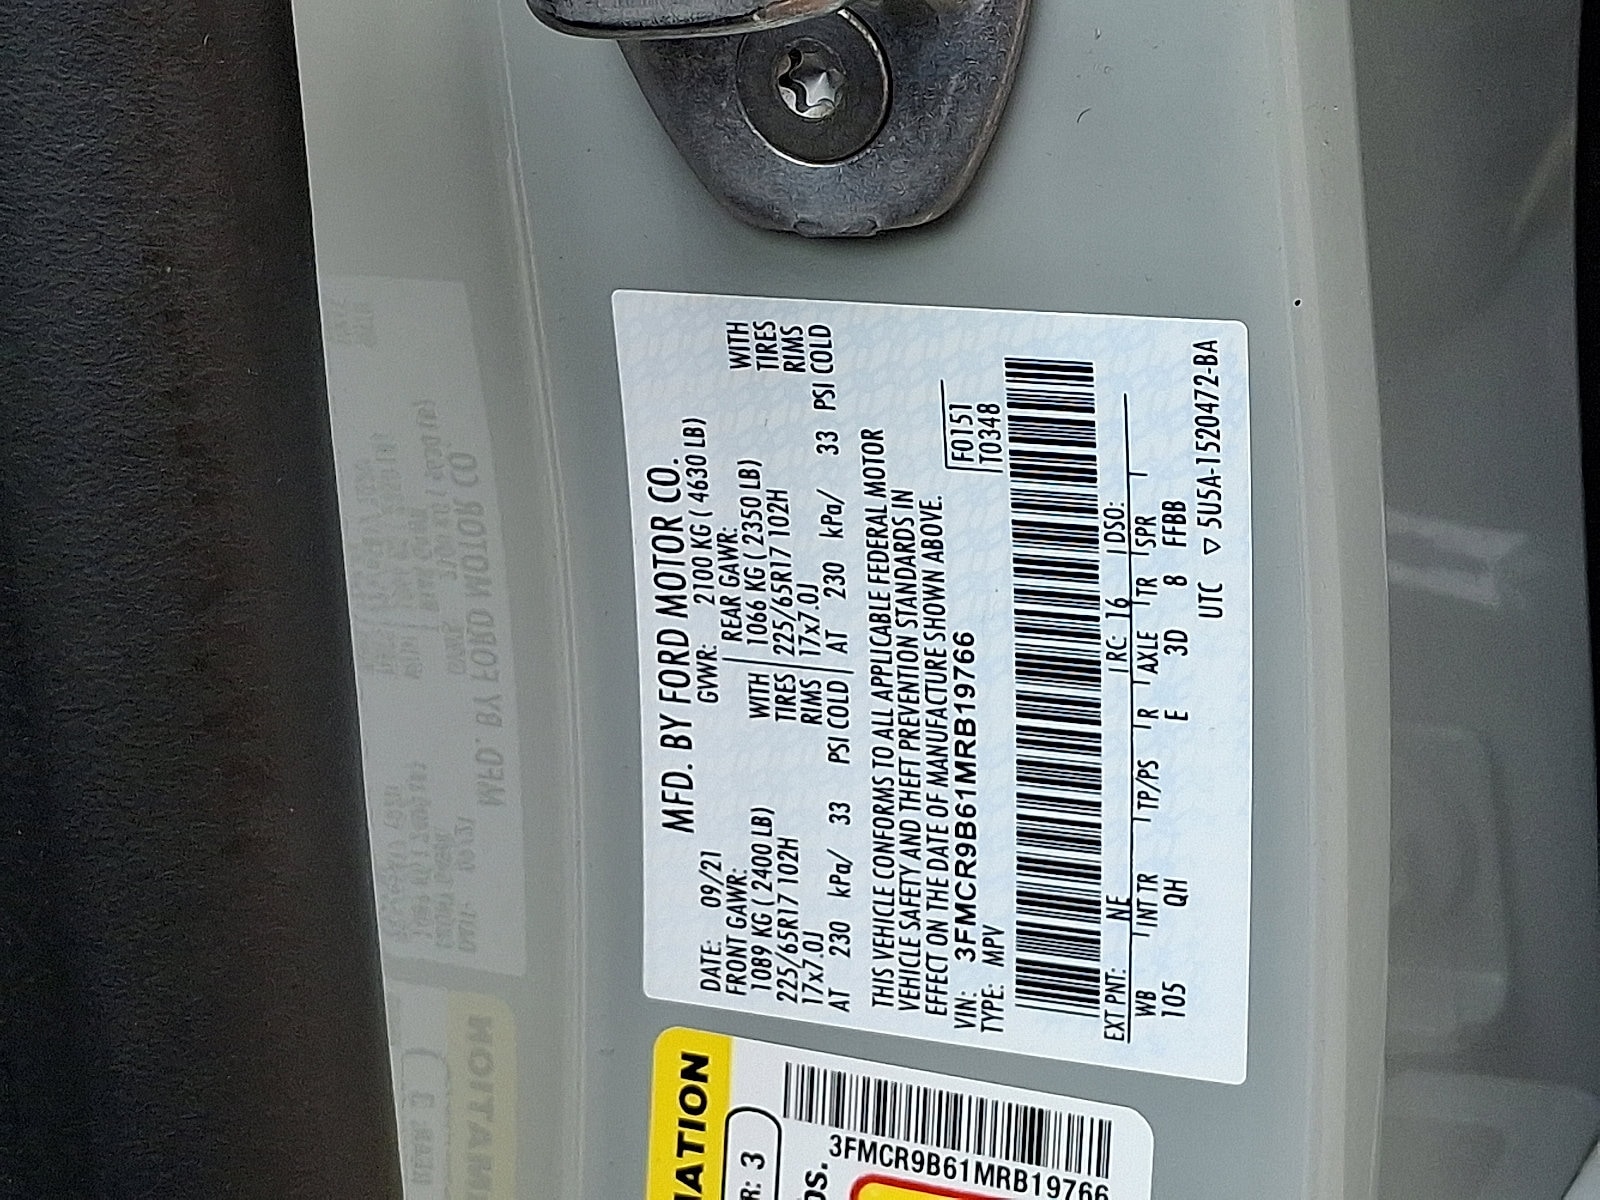 MFD. BY FORD MOTOR CO.
DATE: 09/21 GVWR: 2100 KG ( 4630 LB)
FRONT GAWR: REAR GAWR:
1089 KG ( 2400 LB) WITH 1066 KG ( 2350 LB) WITH
225/65R17 102H TIRES 225/65R17 102H TIRES
17x7.0J RIMS 17x7.0J RIMS
AT 230 kPa/ 33 PSI COLD AT 230 kPa/ 33 PSI COLD
THIS VEHICLE CONFORMS TO ALL APPLICABLE FEDERAL MOTOR
VEHICLE SAFETY AND THEFT PREVENTION STANDARDS IN
EFFECT ON THE DATE OF MANUFACTURE SHOWN ABOVE.
VIN: 3FMCR9B61MRB19766 F0151
TYPE: MPV T0348
EXT PNT: NE RC: 16 DSO:
WB INT TR TP/PS R AXLE TR SPR
105 QH E 3D 8 FFBB
UTC ▽ 5U5A-1520472-BA
MATION
R: 3
os.
3FMCR9B61MRB19766